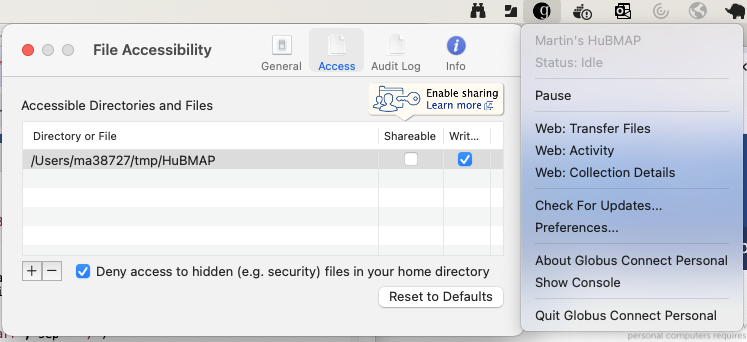 File Accessibility
General
Access
Audit Log
Info
Enable sharing
Learn more
Accessible Directories and Files
Directory or File
Shareable
Writ...
/Users/ma38727/tmp/HuBMAP
+
−
Deny access to hidden (e.g. security) files in your home directory
Reset to Defaults
Martin's HuBMAP
Status: Idle
Pause
Web: Transfer Files
Web: Activity
Web: Collection Details
Check For Updates...
Preferences...
About Globus Connect Personal
Show Console
Quit Globus Connect Personal
personal computers requires